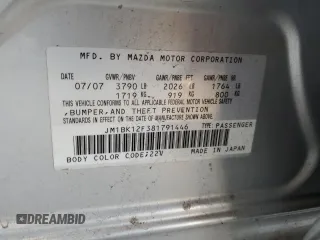 MFD. BY MAZDA MOTOR CORPORATION
GVWR/PNBV GAWR/PNBE FT GAWR/PNBE RR
07/07 3790 LB 2026 LB 1764 LB
1719 KG 919 KG 800 KG
THIS VEHICLE CONFORMS TO ALL APPLICABLE FEDERAL MOTOR VEHICLE SAFETY
,BUMPER,AND THEFT PREVENTION
STANDARDS IN EFFECT ON THE DATE OF MANUFACTURE SHOWN ABOVE.
JM1BK12F381791446 TYPE: PASSENGER
BODY COLOR CODE:22V MADE IN JAPAN